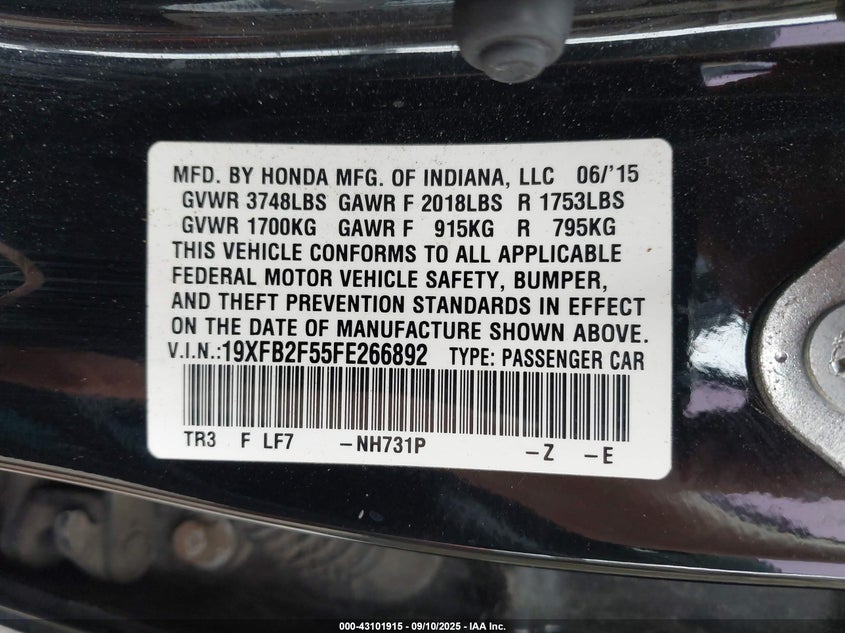 MFD. BY HONDA MFG. OF INDIANA, LLC 06/'15
GVWR 3748LBS GAWR F 2018LBS R 1753LBS
GVWR 1700KG GAWR F 915KG R 795KG
THIS VEHICLE CONFORMS TO ALL APPLICABLE
FEDERAL MOTOR VEHICLE SAFETY, BUMPER,
AND THEFT PREVENTION STANDARDS IN EFFECT
ON THE DATE OF MANUFACTURE SHOWN ABOVE.
V.I.N.:19XFB2F55FE266892 TYPE: PASSENGER CAR
TR3 F LF7 –NH731P –Z –E
000-43101915 - 09/10/2025 - IAA Inc.